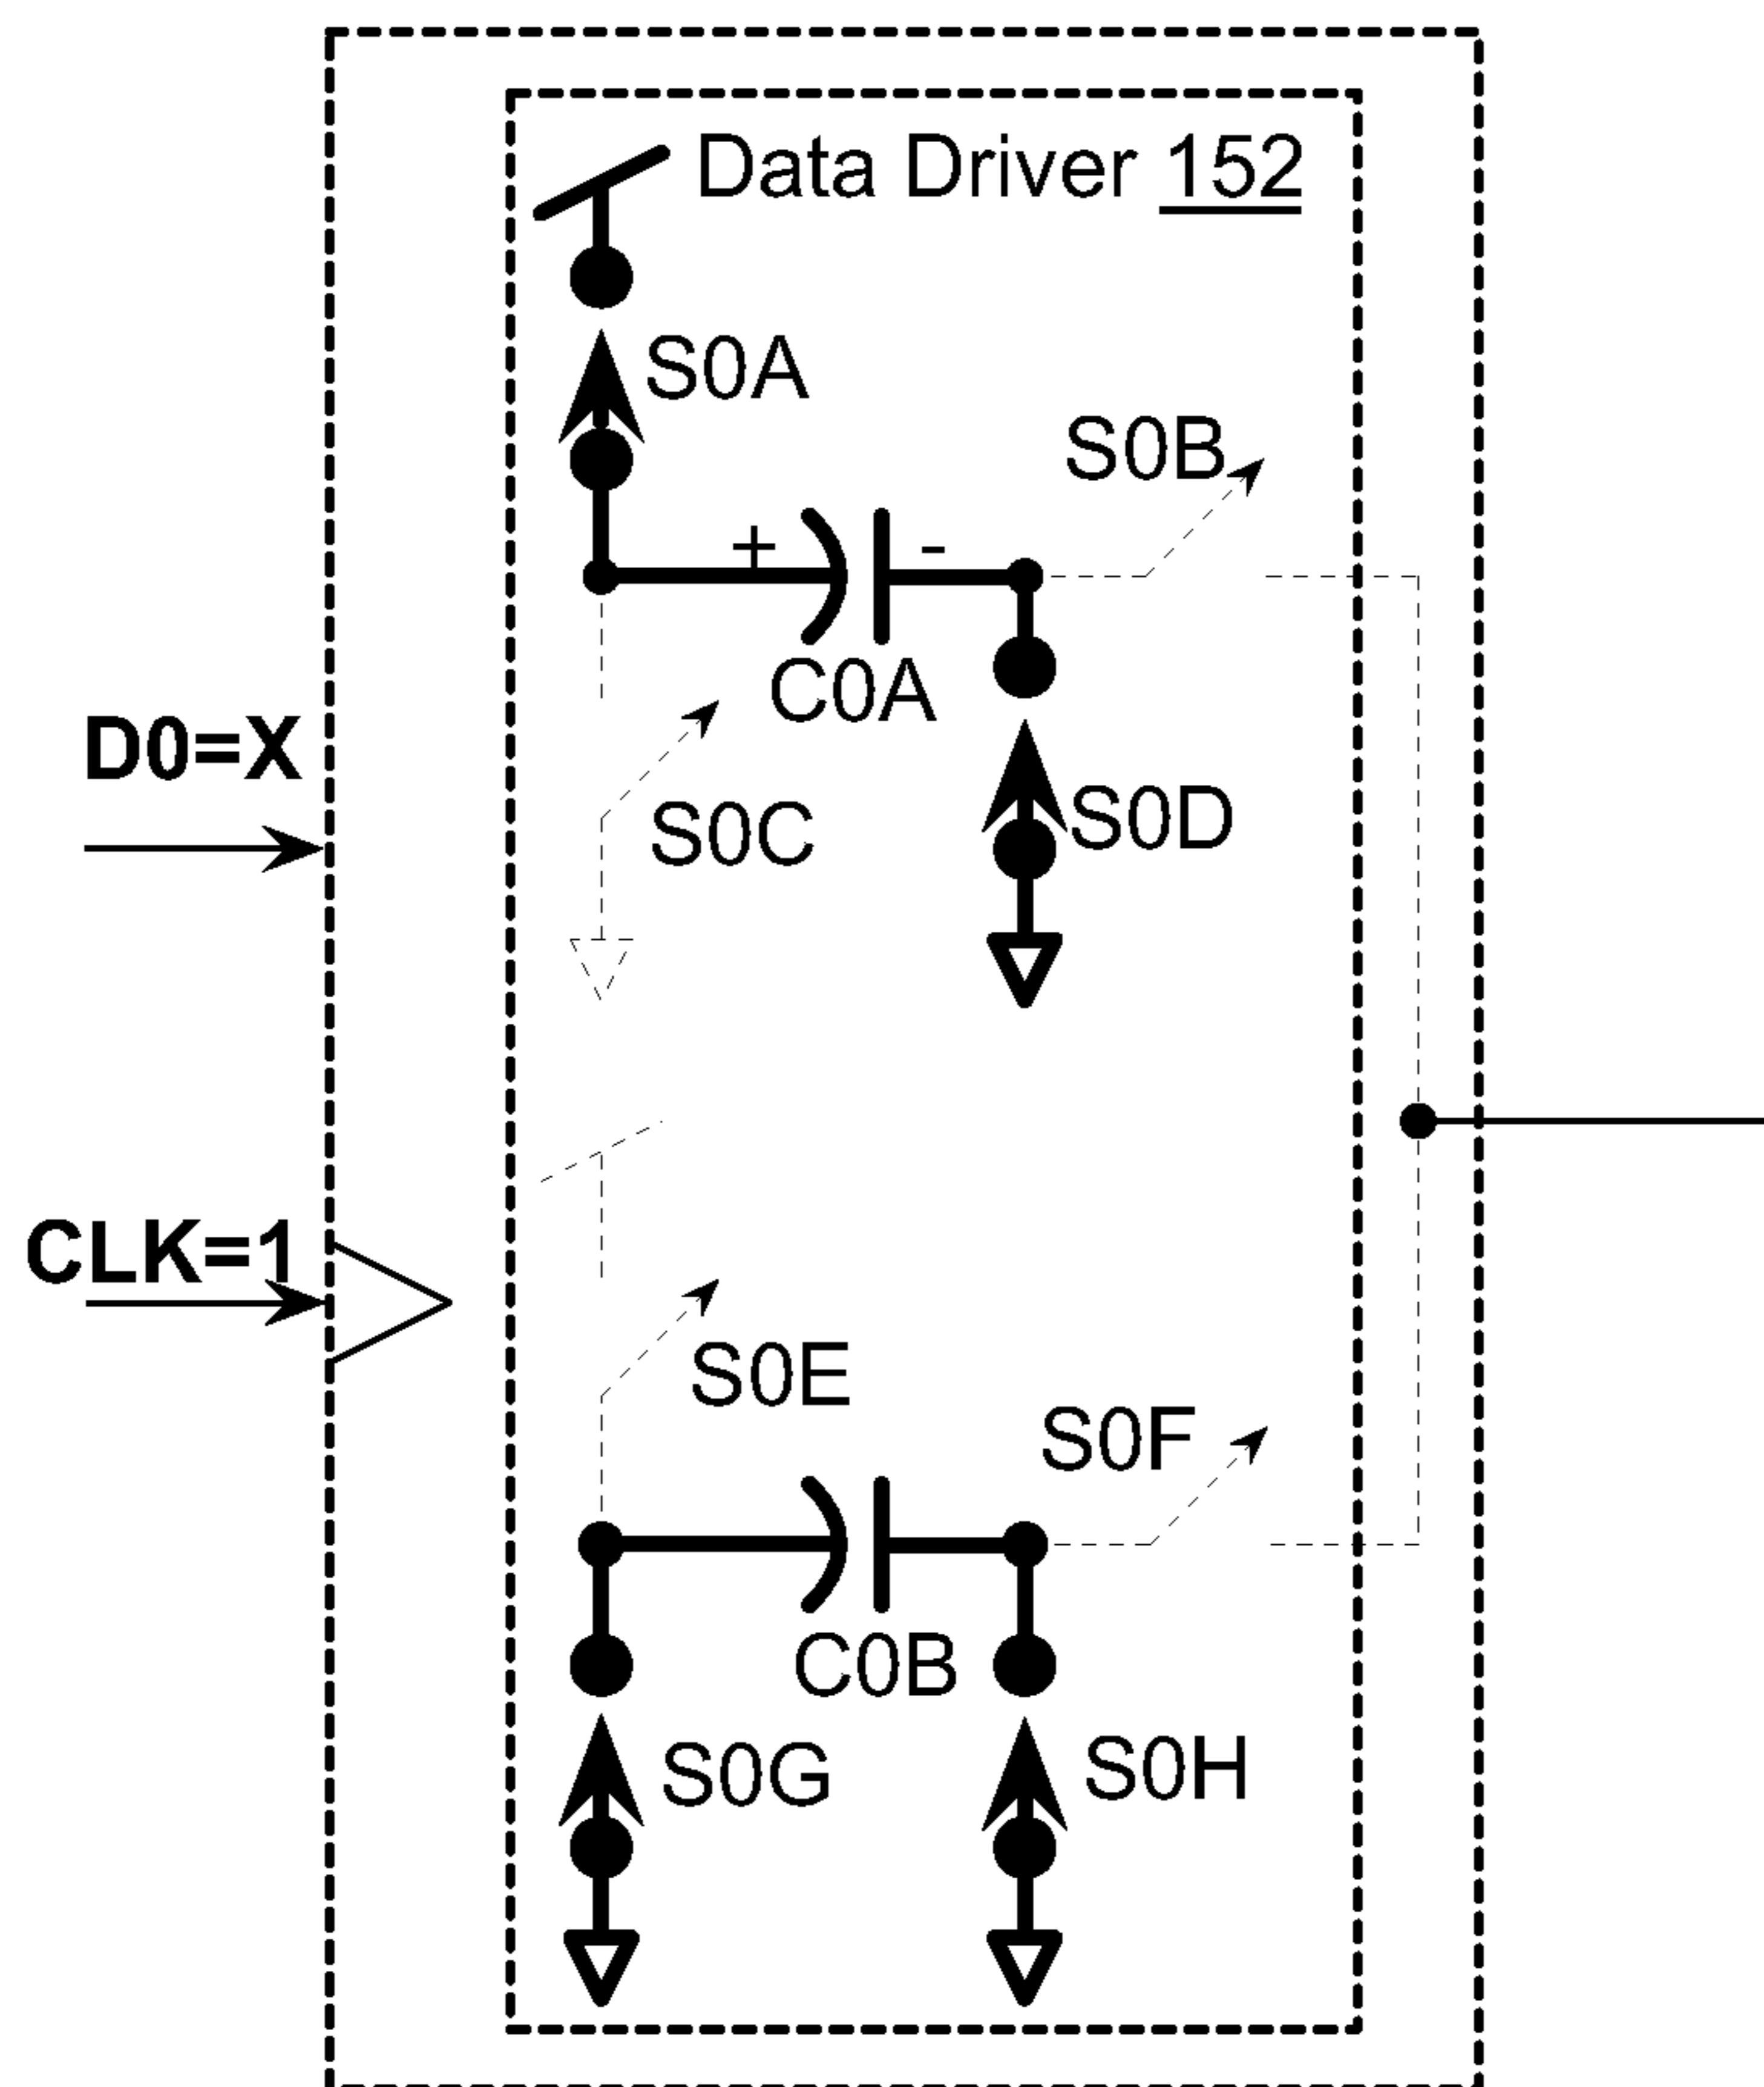 Data Driver 152
S0A
S0B
+ -
C0A
D0=X
S0C
S0D
CLK=1
S0E
S0F
C0B
S0G
S0H